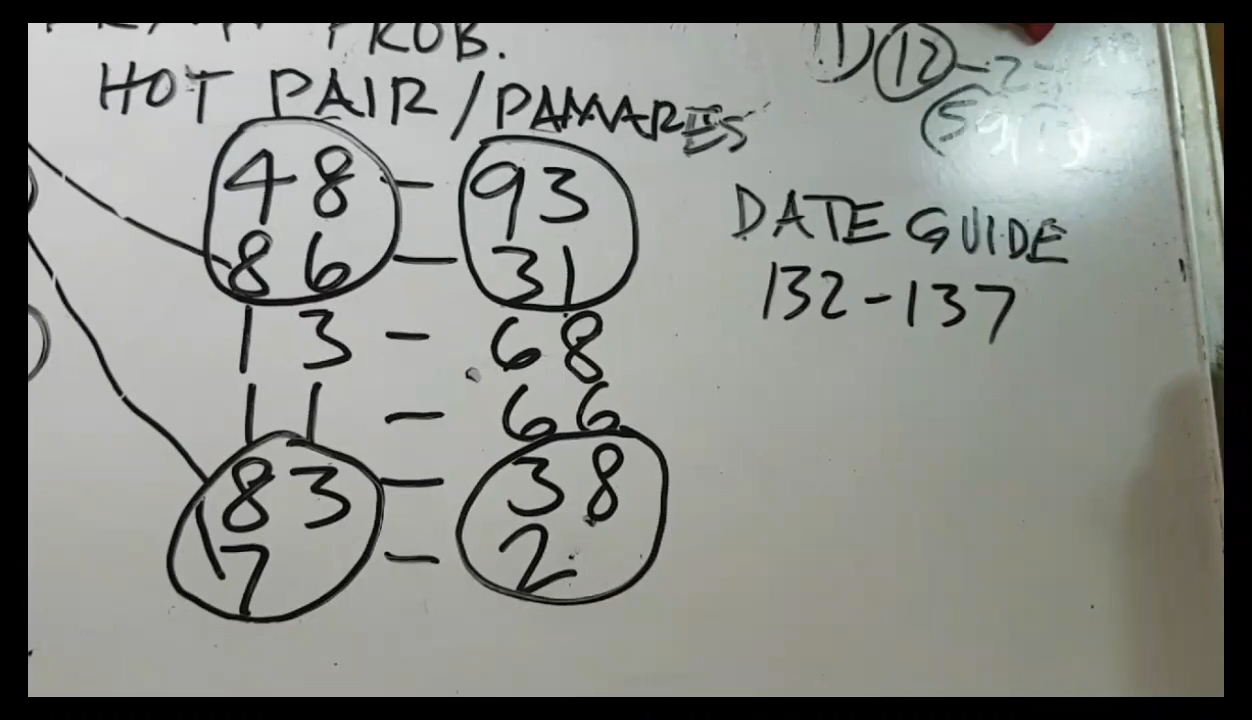 PROB.
HOT PAIR / PAMARES
48 - 93
86 - 31
13 - 68
11 - 66
83 - 38
7 - 2
12 - 2
DATE GUIDE
132-137